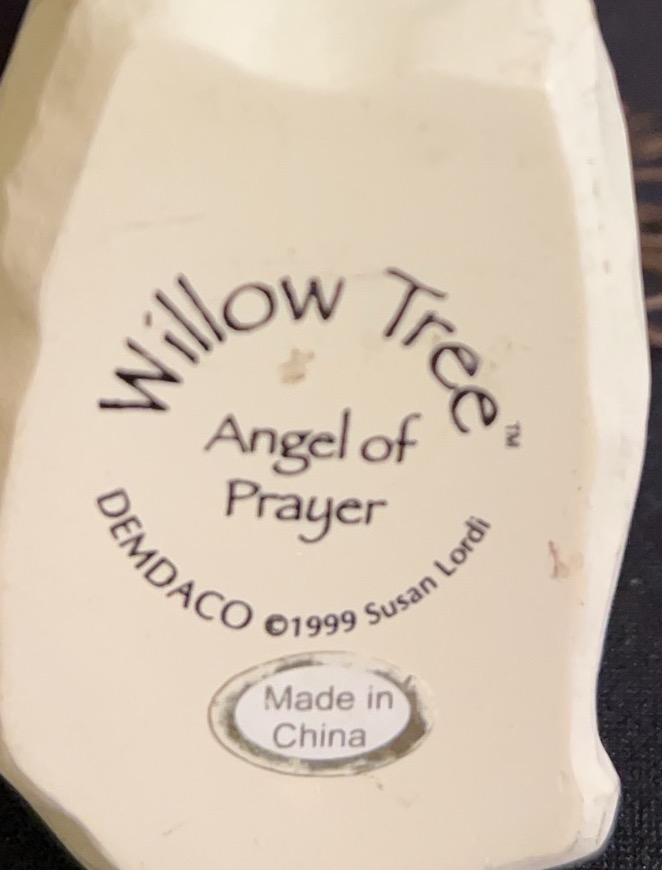 Willow Tree™
Angel of
Prayer
DEMDACO ©1999 Susan Lordi
Made in
China